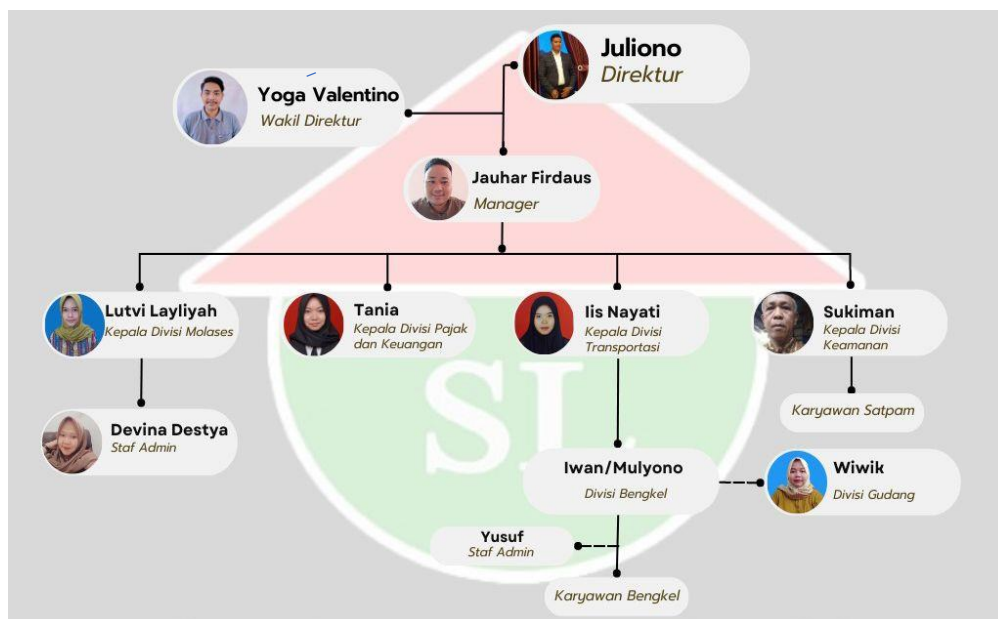 Juliono
Direktur
Yoga Valentino
Wakil Direktur
Jauhar Firdaus
Manager
Lutvi Layliyah
Kepala Divisi Molases
Tania
Kepala Divisi Pajak
dan Keuangan
Iis Nayati
Kepala Divisi
Transportasi
Sukiman
Kepala Divisi
Keamanan
Devina Destya
Staf Admin
Karyawan Satpam
Iwan/Mulyono
Divisi Bengkel
Wiwik
Divisi Gudang
Yusuf
Staf Admin
Karyawan Bengkel
SL